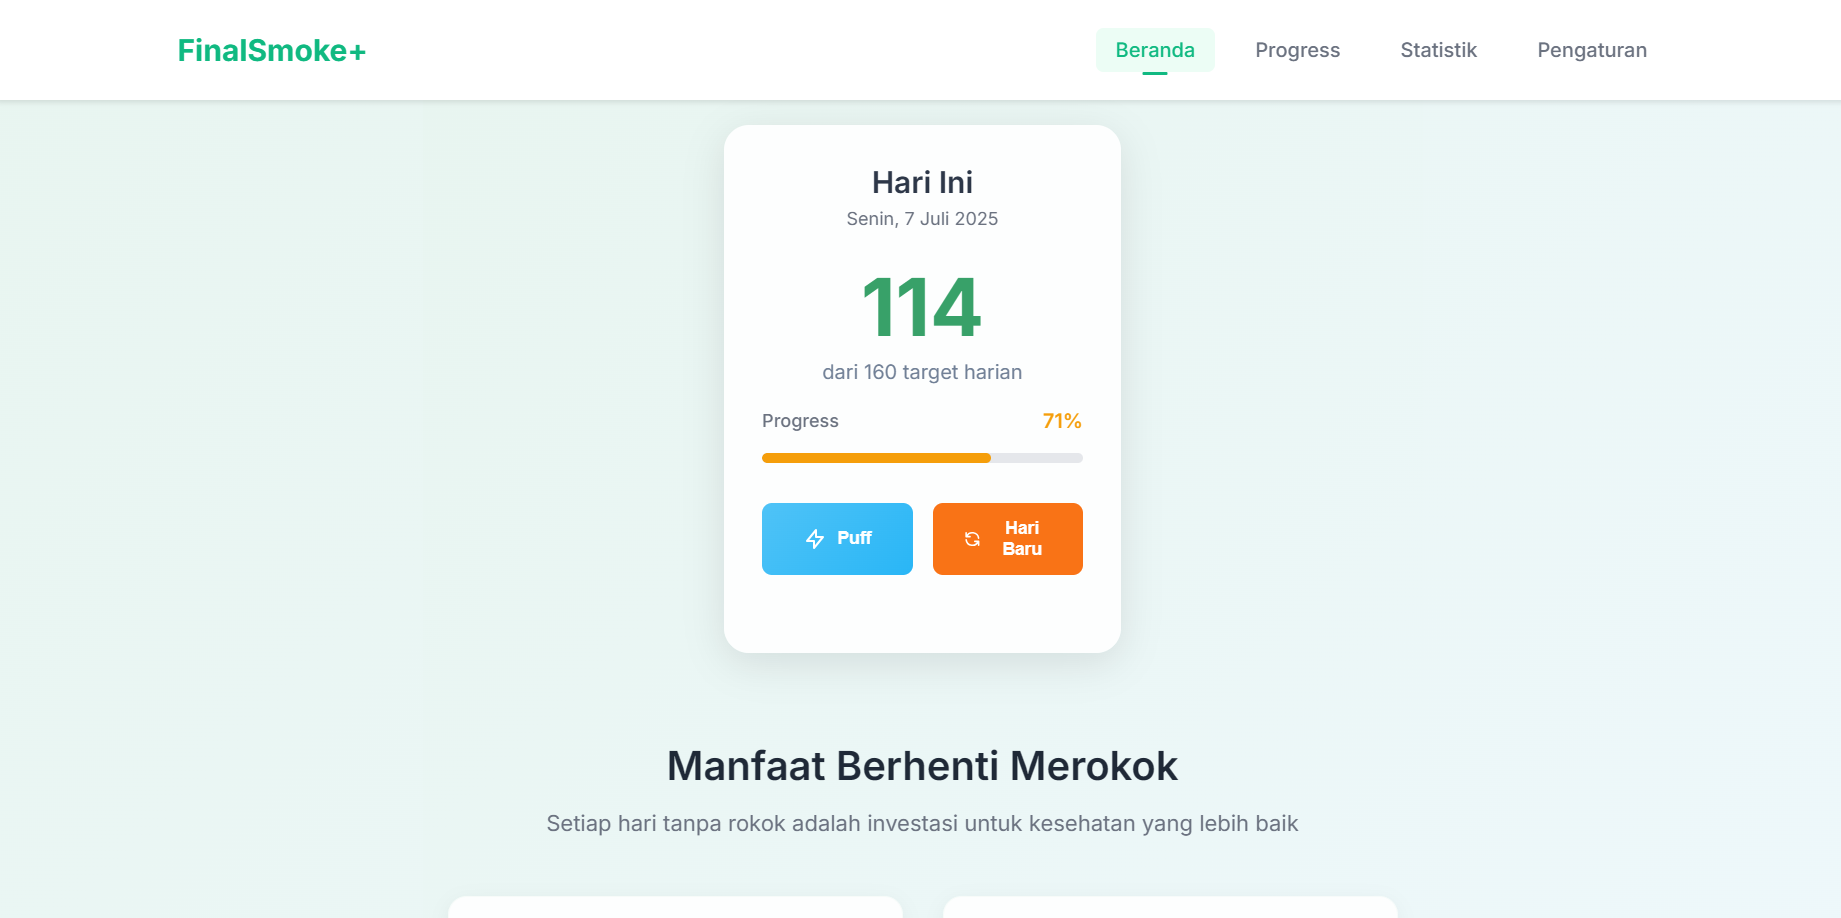 FinalSmoke+
Beranda
Progress
Statistik
Pengaturan
Hari Ini
Senin, 7 Juli 2025
114
dari 160 target harian
Progress
71%
Puff
Hari
Baru
Manfaat Berhenti Merokok
Setiap hari tanpa rokok adalah investasi untuk kesehatan yang lebih baik